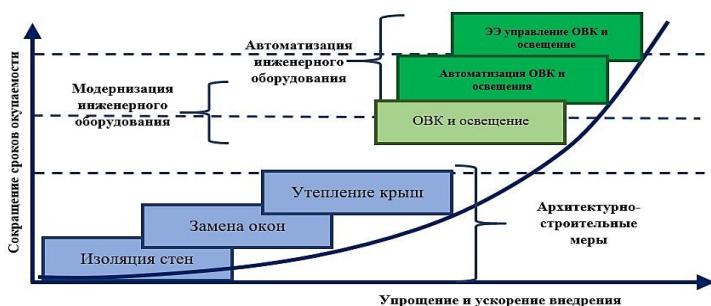 ЭЭ управление ОВК и
освещение
Автоматизация
инженерного
оборудования
Автоматизация ОВК и
освещения
Модернизация
инженерного
оборудования
ОВК и освещение
Сокращение сроков окупаемости
Утепление крыш
Замена окон
Изоляция стен
Архитектурно-
строительные
меры
Упрощение и ускорение внедрения